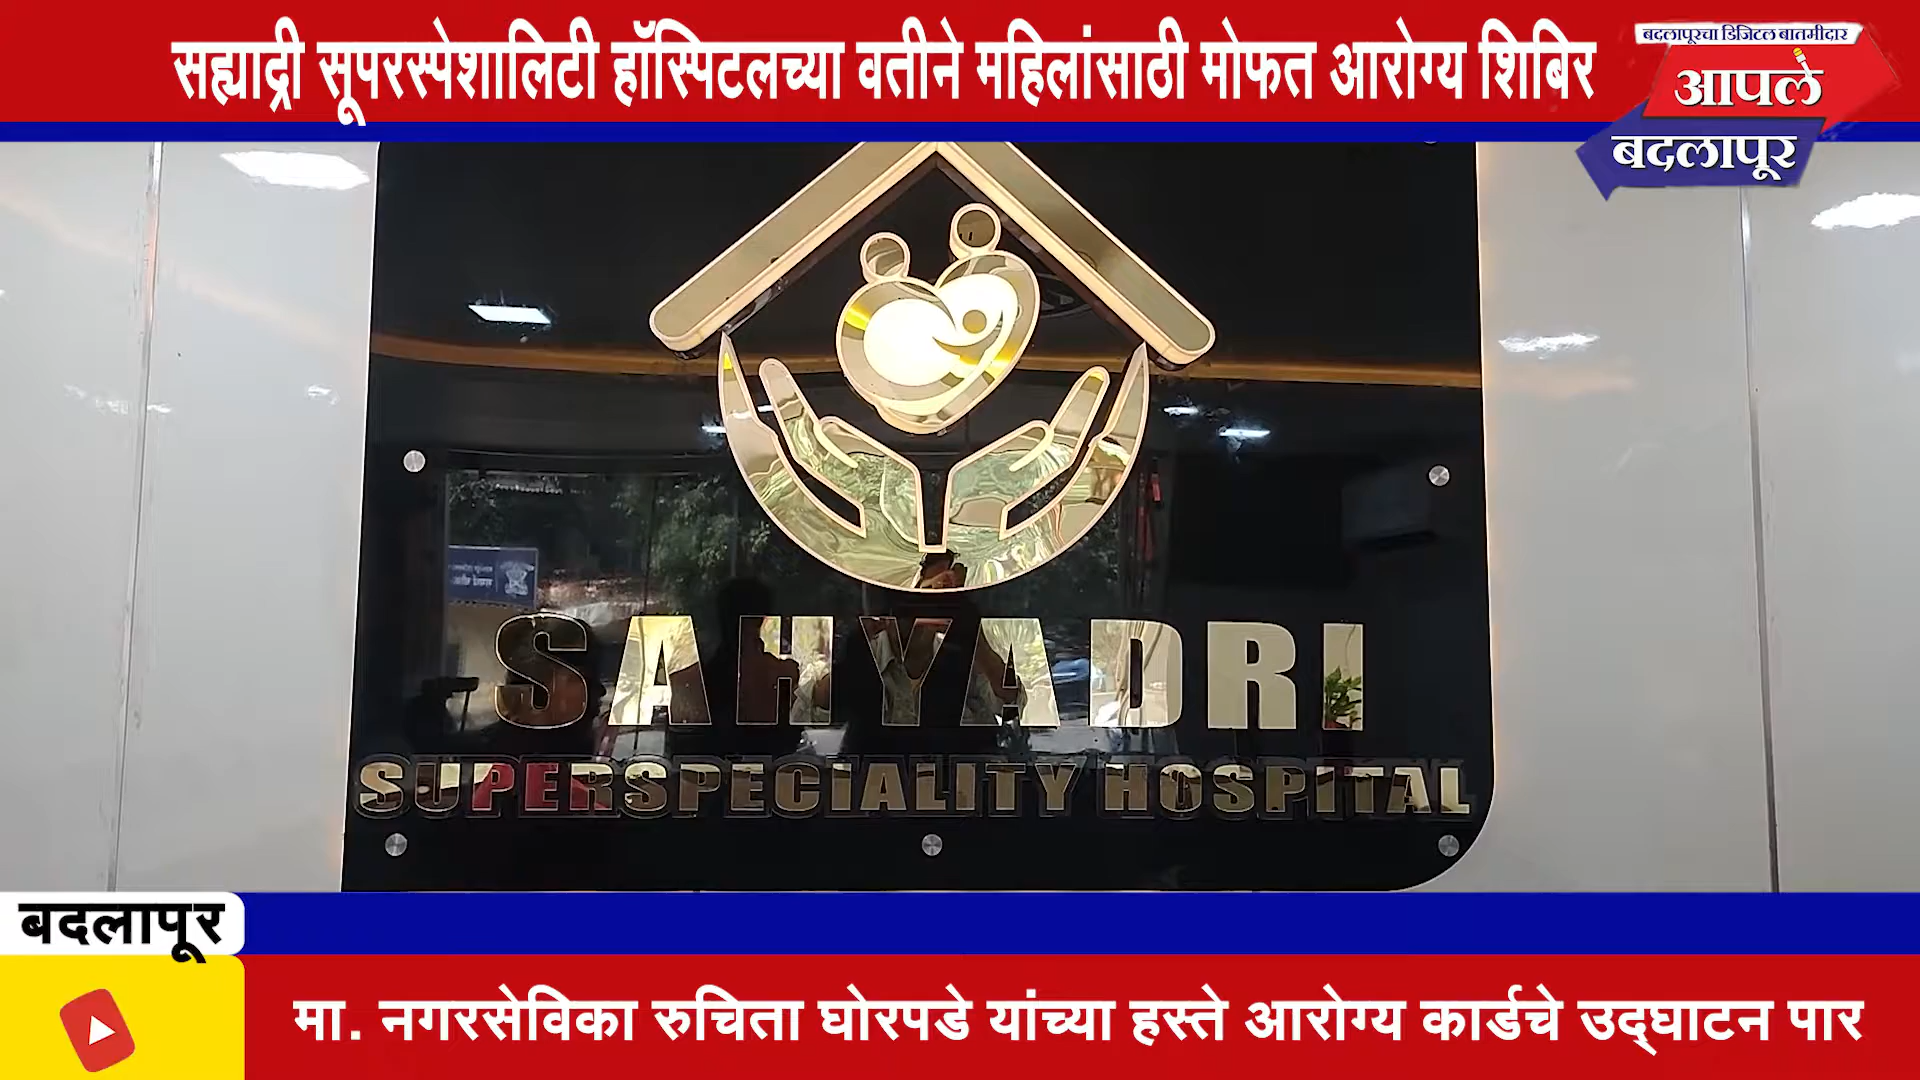 सह्याद्री सूपरस्पेशालिटी हॉस्पिटलच्या वतीने महिलांसाठी मोफत आरोग्य शिबिर
बदलापूरचा डिजिटल बातमीदार
आपले
बदलापूर
SAHYADRI
SUPERSPECIALITY HOSPITAL
बदलापूर
मा. नगरसेविका रुचिता घोरपडे यांच्या हस्ते आरोग्य कार्डचे उद्घाटन पार